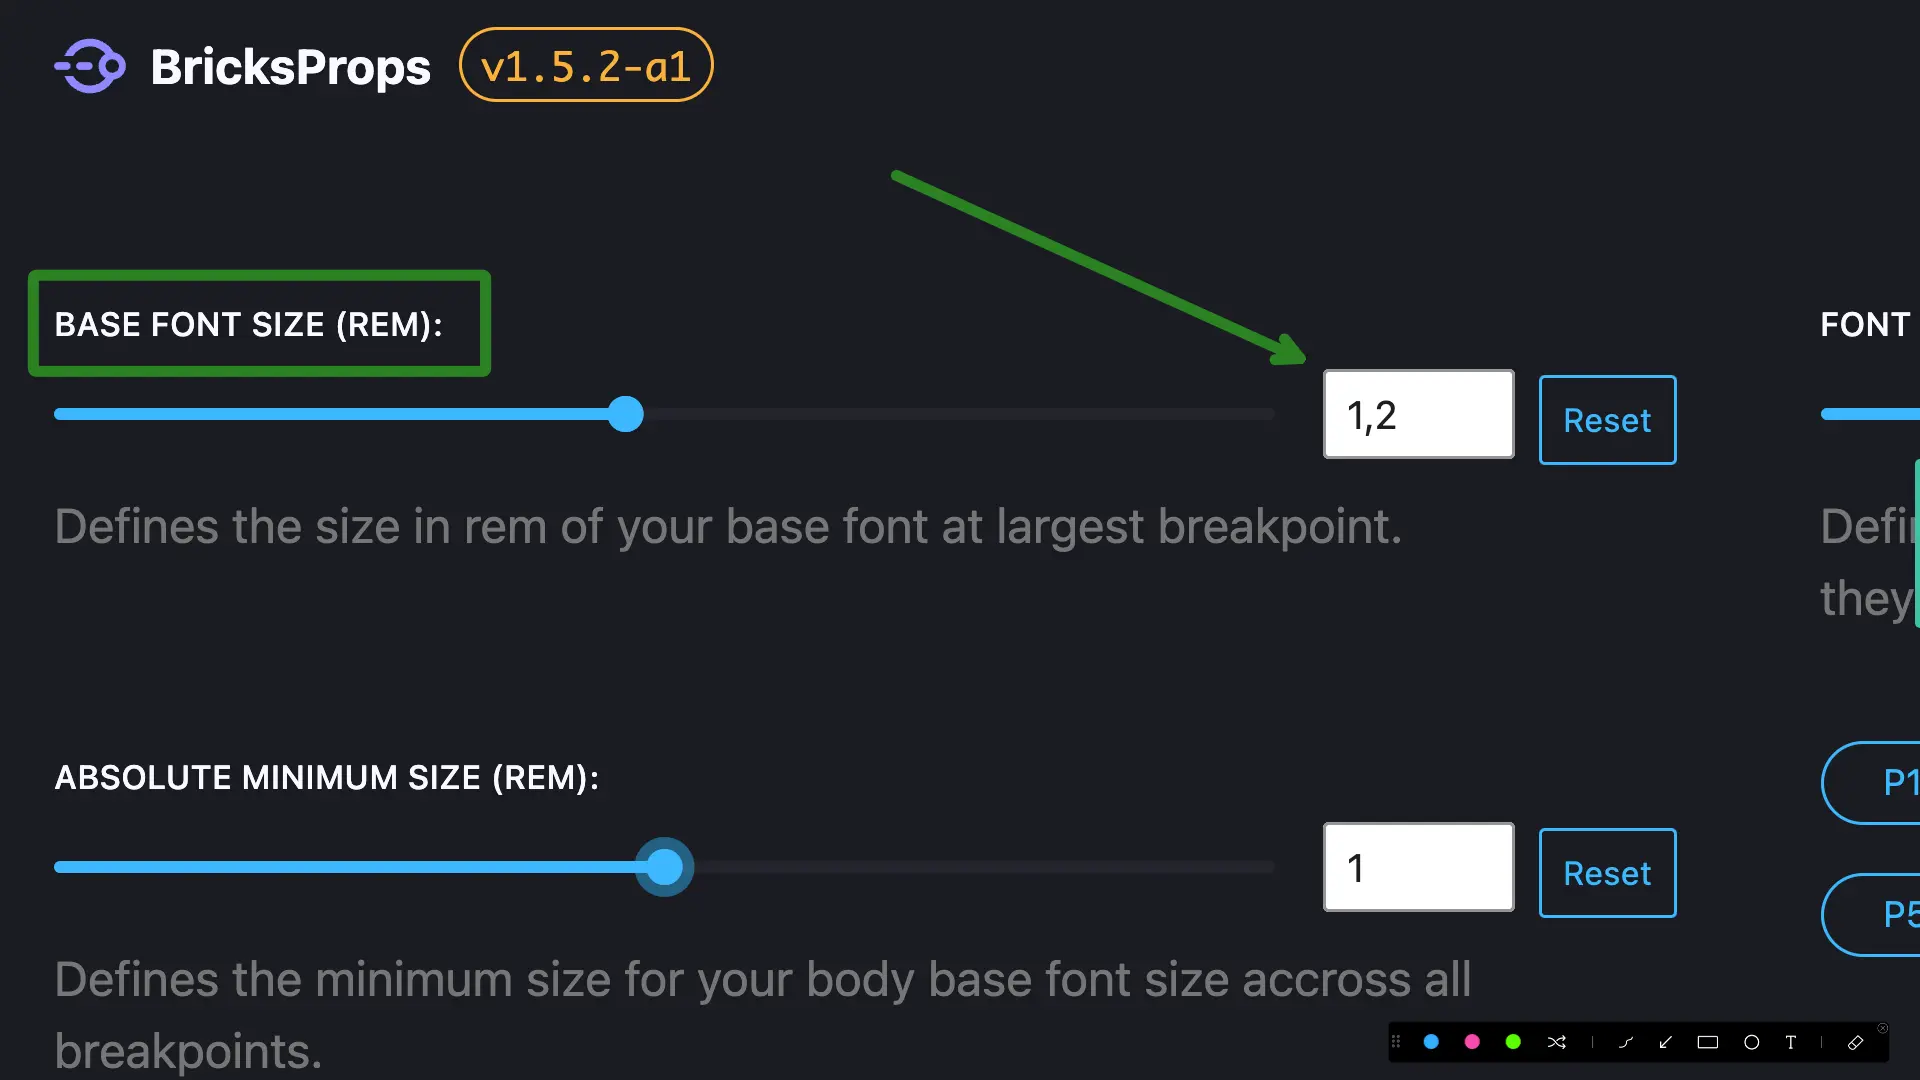 BricksProps v1.5.2-a1
BASE FONT SIZE (REM):
1,2 Reset
Defines the size in rem of your base font at largest breakpoint.
ABSOLUTE MINIMUM SIZE (REM):
1 Reset
Defines the minimum size for your body base font size accross all
breakpoints.
FONT
they
P1
P5
T